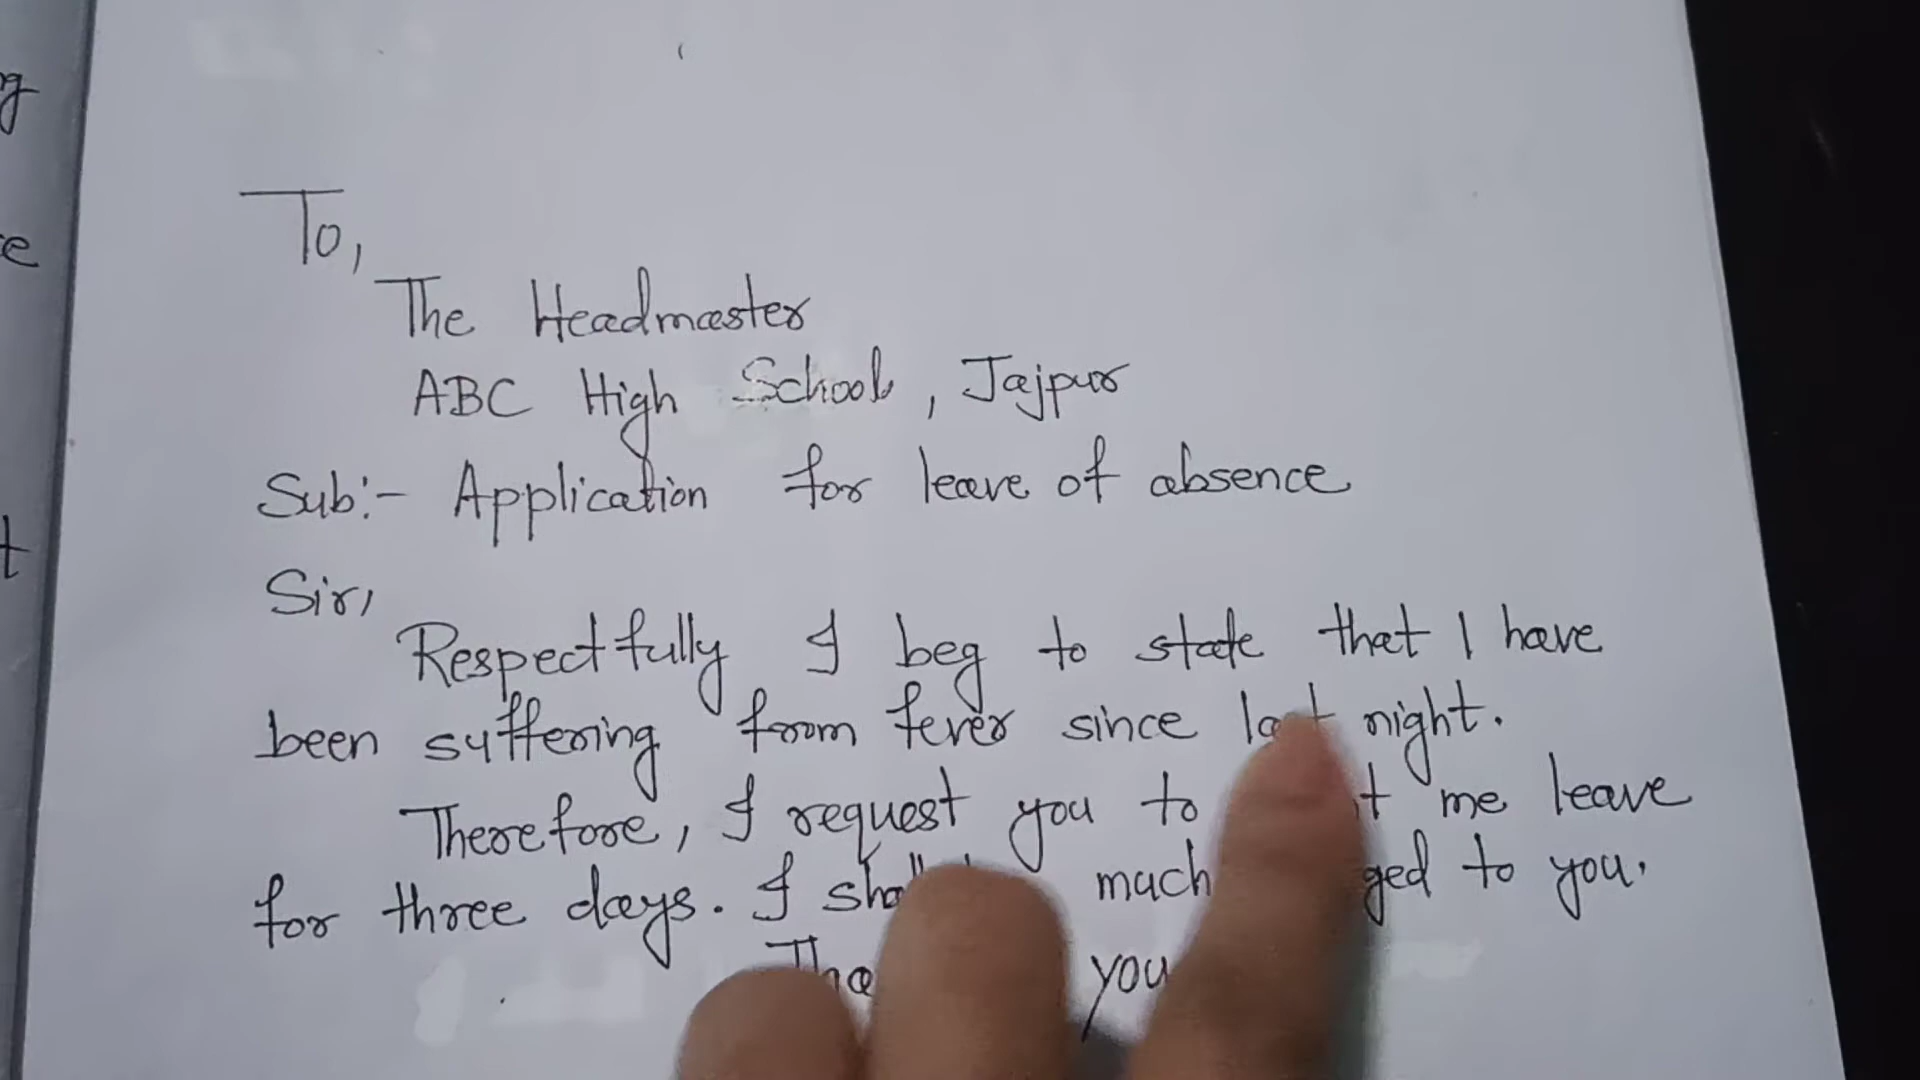 To,
The Headmaster
ABC High School, Jajpur
Sub:- Application for leave of absence
Sir,
Respectfully I beg to state that I have
been suffering from fever since last night.
Therefore, I request you to me leave
for three days. I much to you.
you